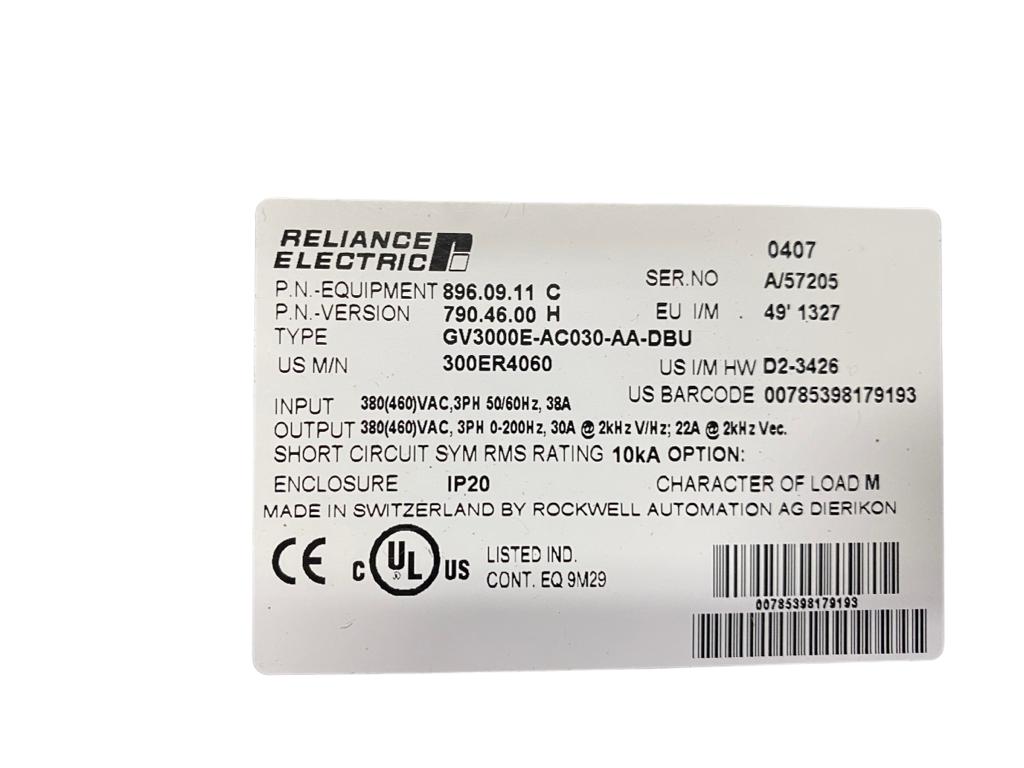 RELIANCE
ELECTRIC
0407
P.N.-EQUIPMENT 896.09.11 C SER.NO A/57205
P.N.-VERSION 790.46.00 H EU I/M . 49' 1327
TYPE GV3000E-AC030-AA-DBU
US M/N 300ER4060 US I/M HW D2-3426
US BARCODE 00785398179193
INPUT 380(460)VAC,3PH 50/60Hz, 38A
OUTPUT 380(460)VAC, 3PH 0-200Hz, 30A @ 2kHz V/Hz; 22A @ 2kHz Vec.
SHORT CIRCUIT SYM RMS RATING 10kA OPTION:
ENCLOSURE IP20 CHARACTER OF LOAD M
MADE IN SWITZERLAND BY ROCKWELL AUTOMATION AG DIERIKON
CE C UL US LISTED IND.
CONT. EQ 9M29
00785398179193